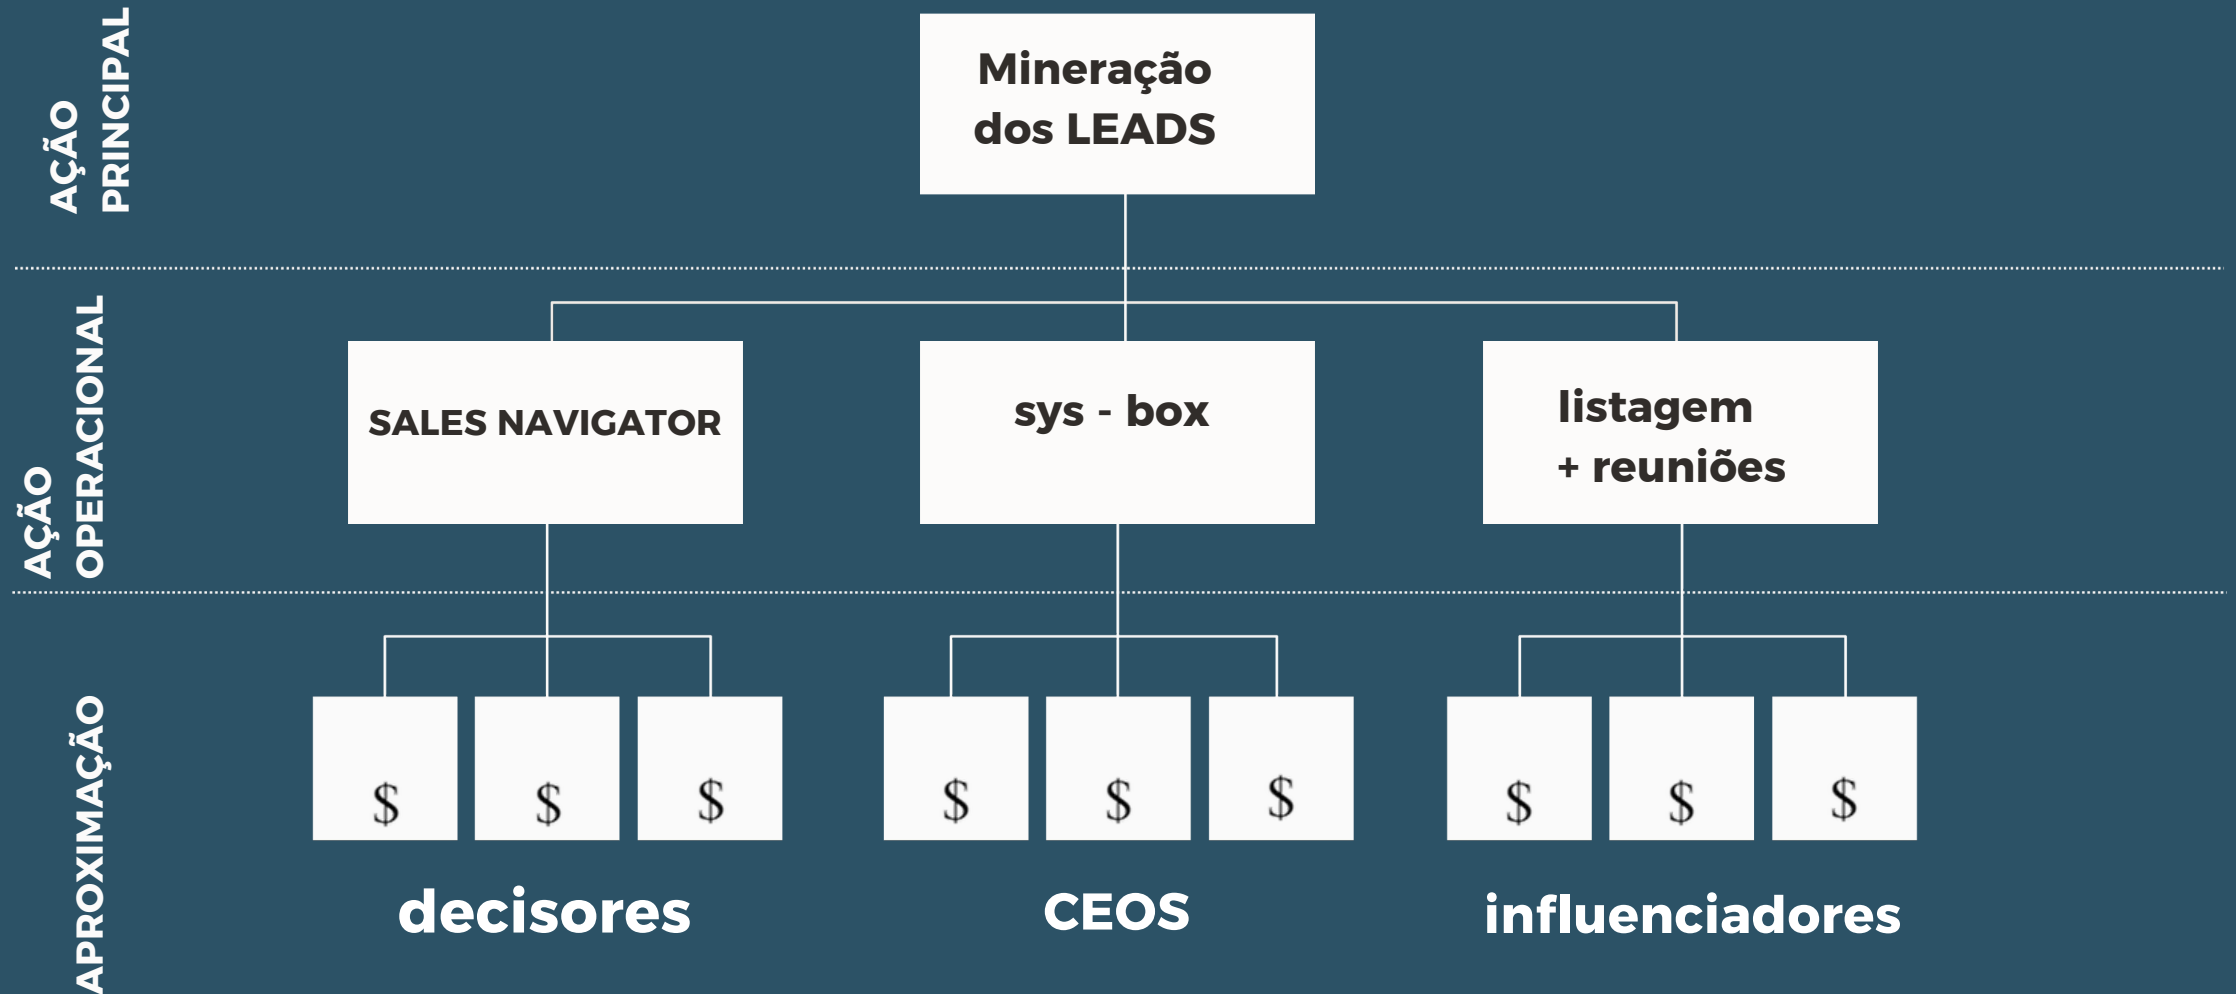 AÇÃO
PRINCIPAL
Mineração
dos LEADS
AÇÃO
OPERACIONAL
SALES NAVIGATOR
sys - box
listagem
+ reuniões
APROXIMAÇÃO
$ $ $
$ $ $
$ $ $
decisores
CEOS
influenciadores